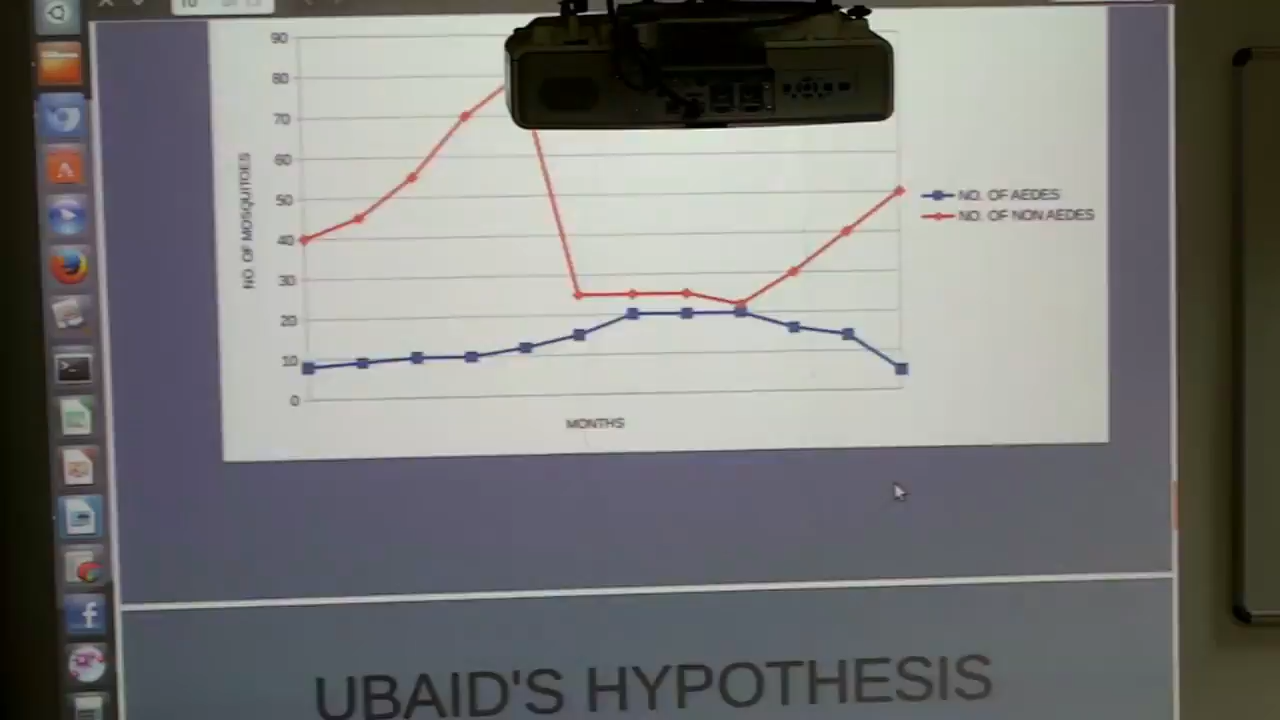 90
80
70
60
50
40
30
20
10
0
NO. OF MOSQUITOES
MONTHS
NO. OF AEDES
NO. OF NON AEDES
UBAID'S HYPOTHESIS